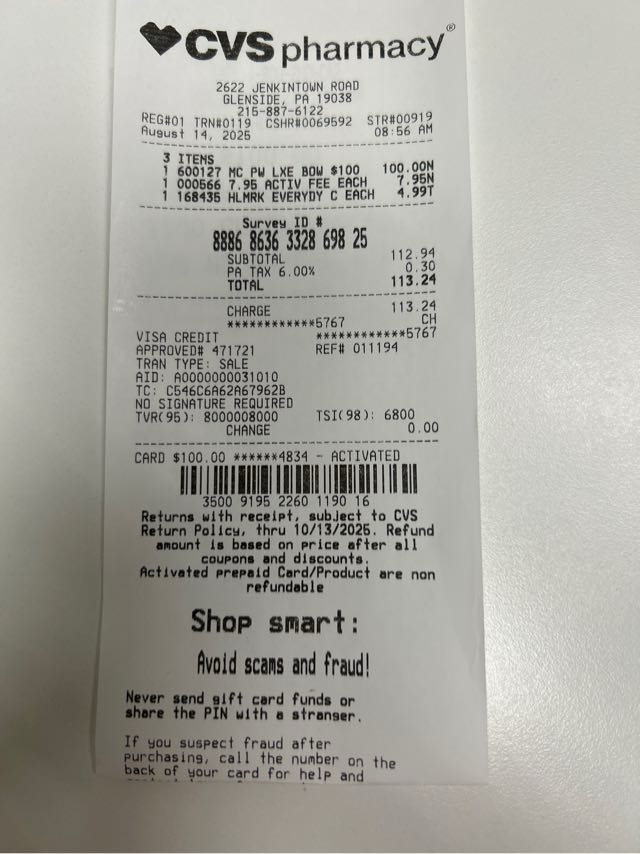 CVS pharmacy®
2622 JENKINTOWN ROAD
GLENSIDE, PA 19038
215-887-6122
REG#01 TRN#0119 CSHR#0069592 STR#00919
August 14, 2025 08:56 AM
3 ITEMS
1 600127 MC PW LXE BOW $100 100.00N
1 000566 7.95 ACTIV FEE EACH 7.95N
1 168435 HLMRK EVERYDY C EACH 4.99T
Survey ID #
8886 8636 3328 698 25
SUBTOTAL 112.94
PA TAX 6.00% 0.30
TOTAL 113.24
CHARGE 113.24
************5767 CH
VISA CREDIT ************5767
APPROVED# 471721 REF# 011194
TRAN TYPE: SALE
AID: A0000000031010
TC: C546C6A62A67962B
NO SIGNATURE REQUIRED
TVR(95): 8000008000 TSI(98): 6800
CHANGE 0.00
CARD $100.00 ******4834 - ACTIVATED
3500 9195 2260 1190 16
Returns with receipt, subject to CVS
Return Policy, thru 10/13/2025. Refund
amount is based on price after all
coupons and discounts.
Activated prepaid Card/Product are non
refundable
Shop smart:
Avoid scams and fraud!
Never send gift card funds or
share the PIN with a stranger.
If you suspect fraud after
purchasing, call the number on the
back of your card for help and